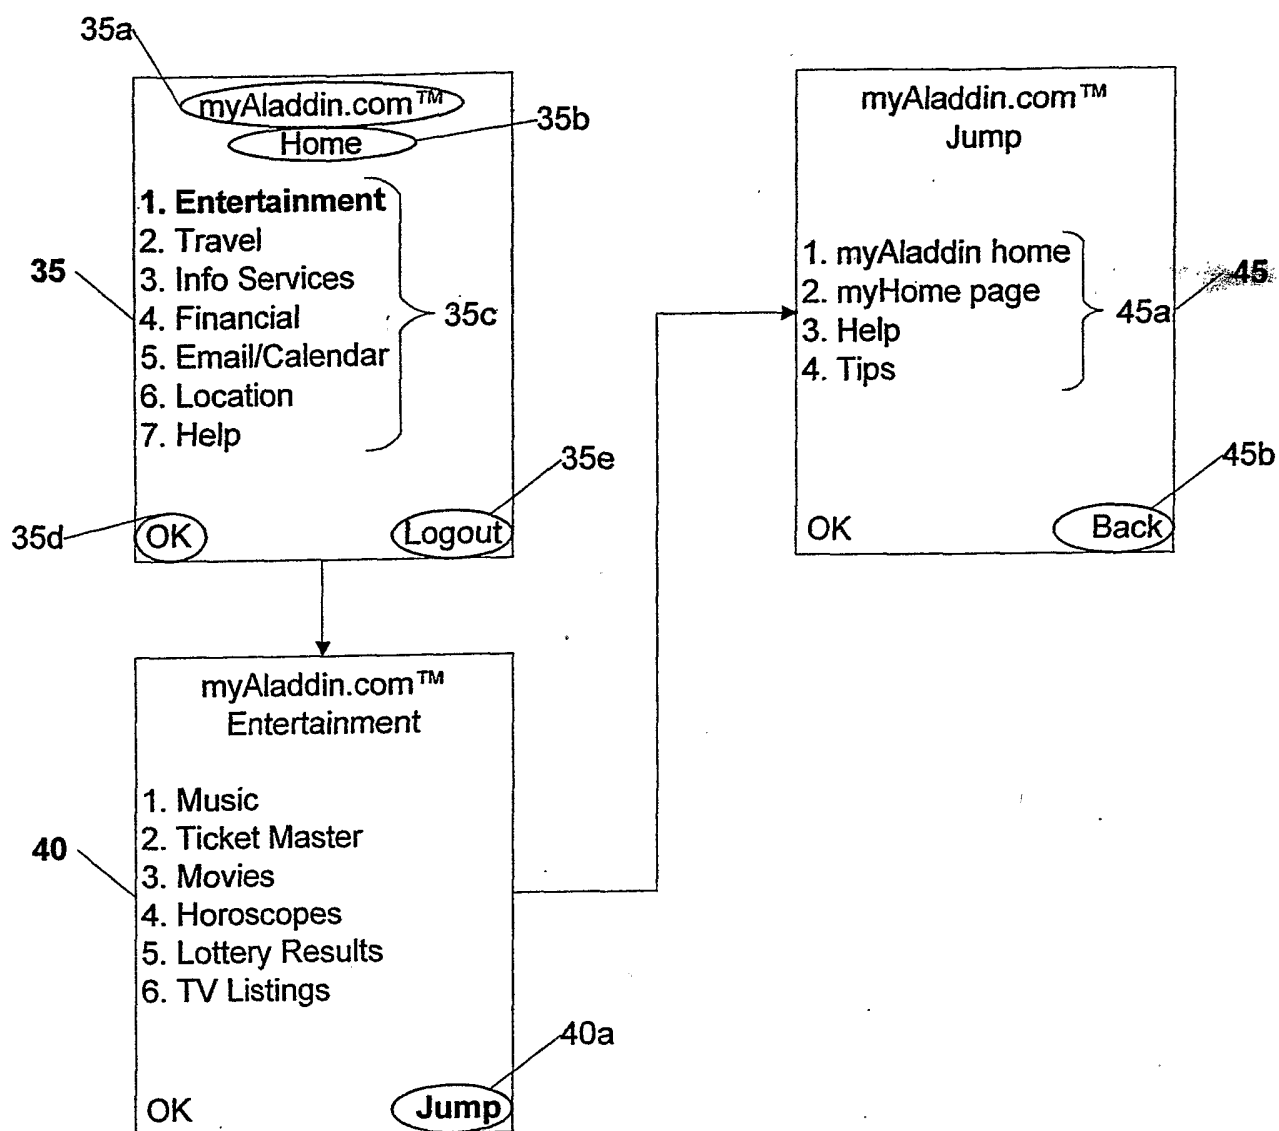 35a
myAladdin.com™
Home
35b
1. Entertainment
2. Travel
3. Info Services
4. Financial
5. Email/Calendar
6. Location
7. Help
35
35c
35d
OK
Logout
35e
myAladdin.com™
Jump
1. myAladdin home
2. myHome page
3. Help
4. Tips
45a
45
45b
OK
Back
myAladdin.com™
Entertainment
1. Music
2. Ticket Master
3. Movies
4. Horoscopes
5. Lottery Results
6. TV Listings
40
40a
OK
Jump